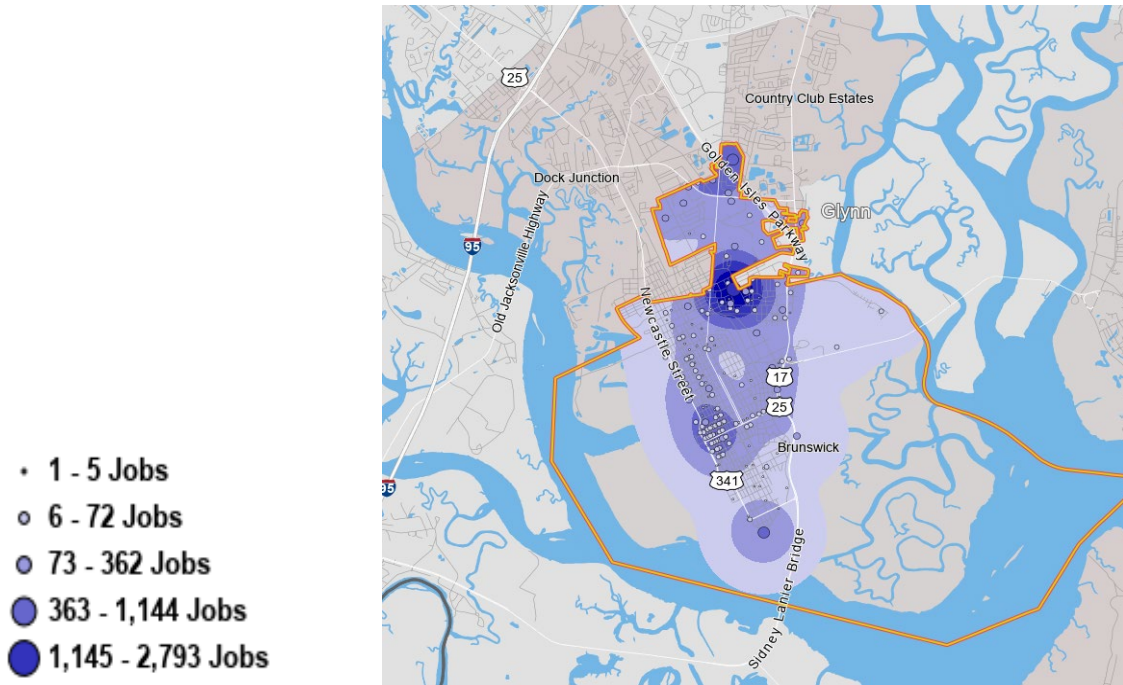 25
Country Club Estates
Golden Isles Parkway
Dock Junction
Glynn
95
Old Jacksonville Highway
Newcastle Street
17
25
Brunswick
341
95
Sidney Lanier Bridge
1 - 5 Jobs
6 - 72 Jobs
73 - 362 Jobs
363 - 1,144 Jobs
1,145 - 2,793 Jobs